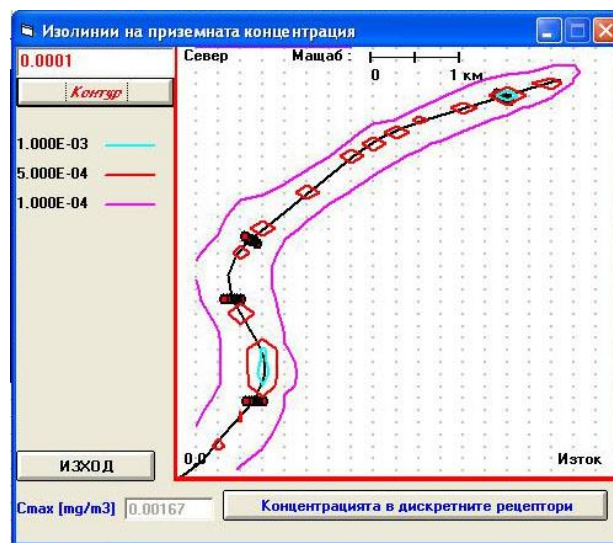 Изолинии на приземната концентрация
0.0001
Контур
1.000E-03
5.000E-04
1.000E-04
Север
Мащаб :
0 1 км
0.0
Изток
ИЗХОД
Cmax [mg/m3] 0.00167
Концентрацията в дискретните рецептори